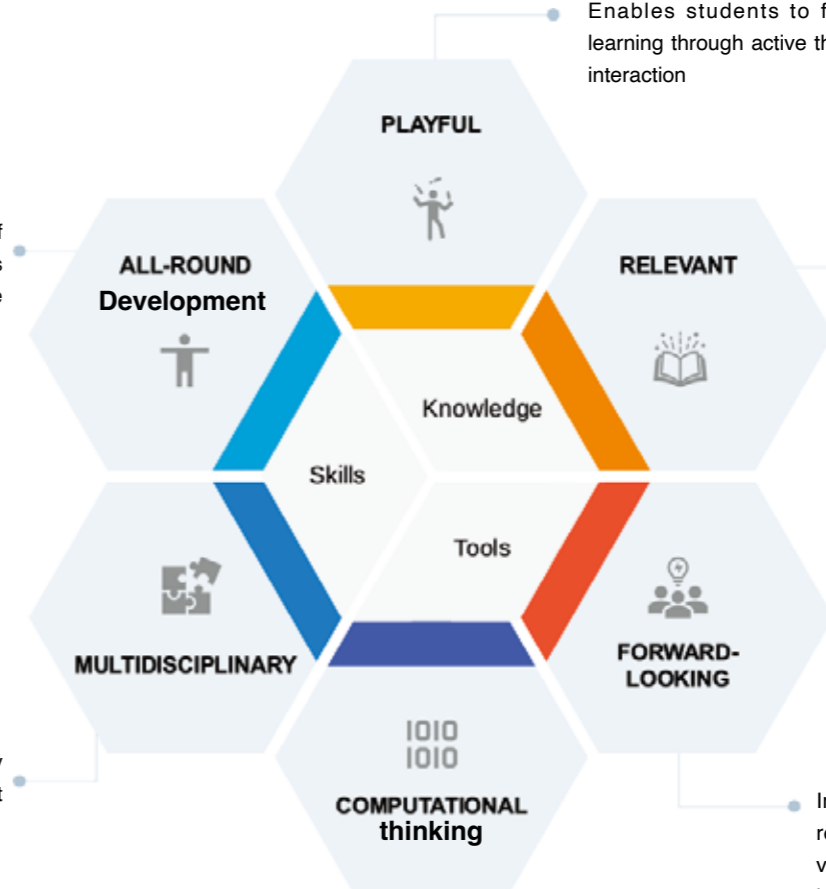 Enables students to f
learning through active th
interaction
PLAYFUL
ALL-ROUND
Development
RELEVANT
Knowledge
Skills
Tools
MULTIDISCIPLINARY
FORWARD-
LOOKING
1010
1010
COMPUTATIONAL
thinking